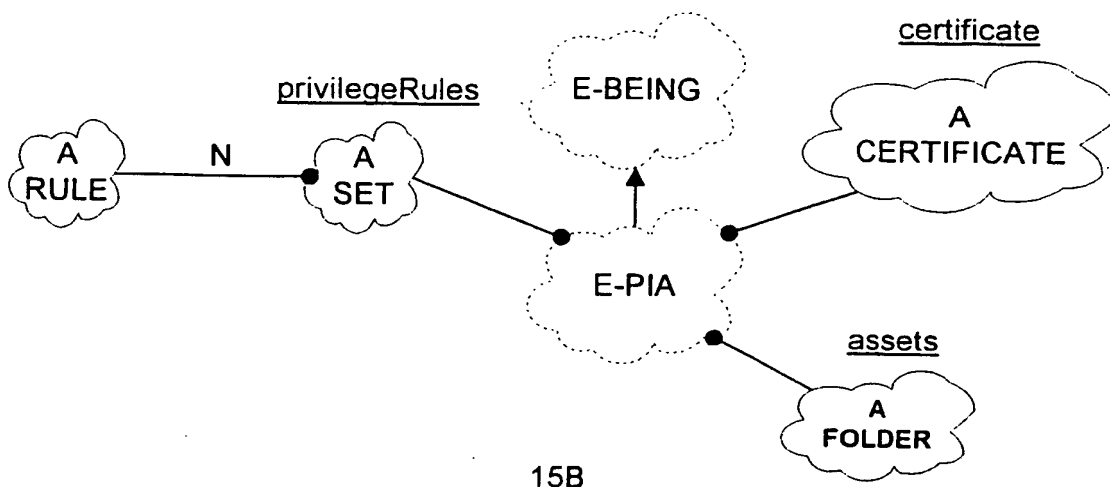 certificate
E-BEING
privilegeRules
A
CERTIFICATE
A
RULE
N
A
SET
E-PIA
assets
A
FOLDER
15B